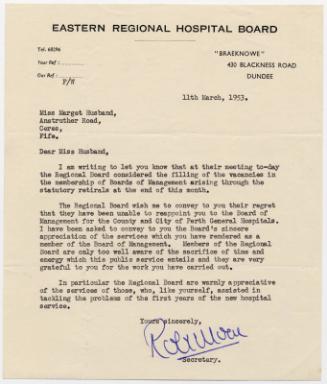 EASTERN REGIONAL HOSPITAL BOARD
Tel. 68296
Your Ref :
Our Ref :
F/H
"BRAEKNOWE"
430 BLACKNESS ROAD
DUNDEE
11th March, 1953.
Miss Margot Husband,
Anstruther Road,
Ceres,
Fife.
Dear Miss Husband,
I am writing to let you know that at their meeting to-day
the Regional Board considered the filling of the vacancies in
the membership of Boards of Management arising through the
statutory retirals at the end of this month.
The Regional Board wish me to convey to you their regret
that they have been unable to reappoint you to the Board of
Management for the County and City of Perth General Hospitals.
I have been asked to convey to you the Board's sincere
appreciation of the services which you have rendered as a
member of the Board of Management. Members of the Regional
Board are only too well aware of the sacrifice of time and
energy which this public service entails and they are very
grateful to you for the work you have carried out.
In particular the Regional Board are warmly appreciative
of the services of those, who, like yourself, assisted in
tackling the problems of the first years of the new hospital
service.
Yours sincerely,
Secretary.